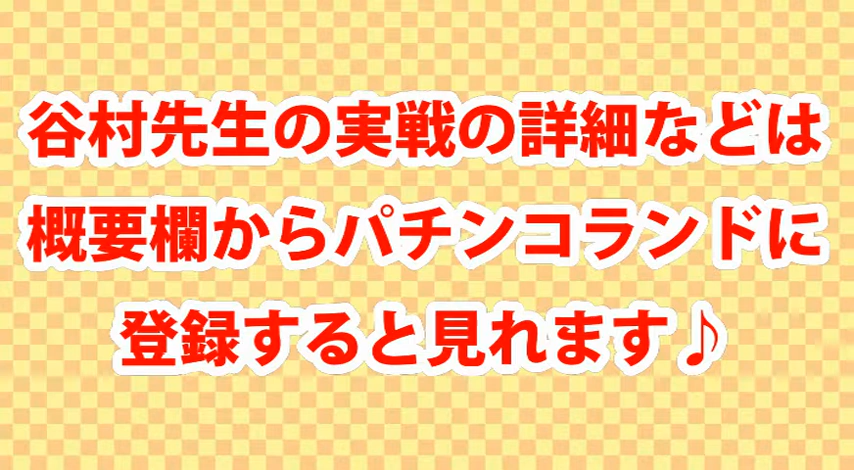 谷村先生の実戦の詳細などは
概要欄からパチンコランドに
登録すると見れます♪